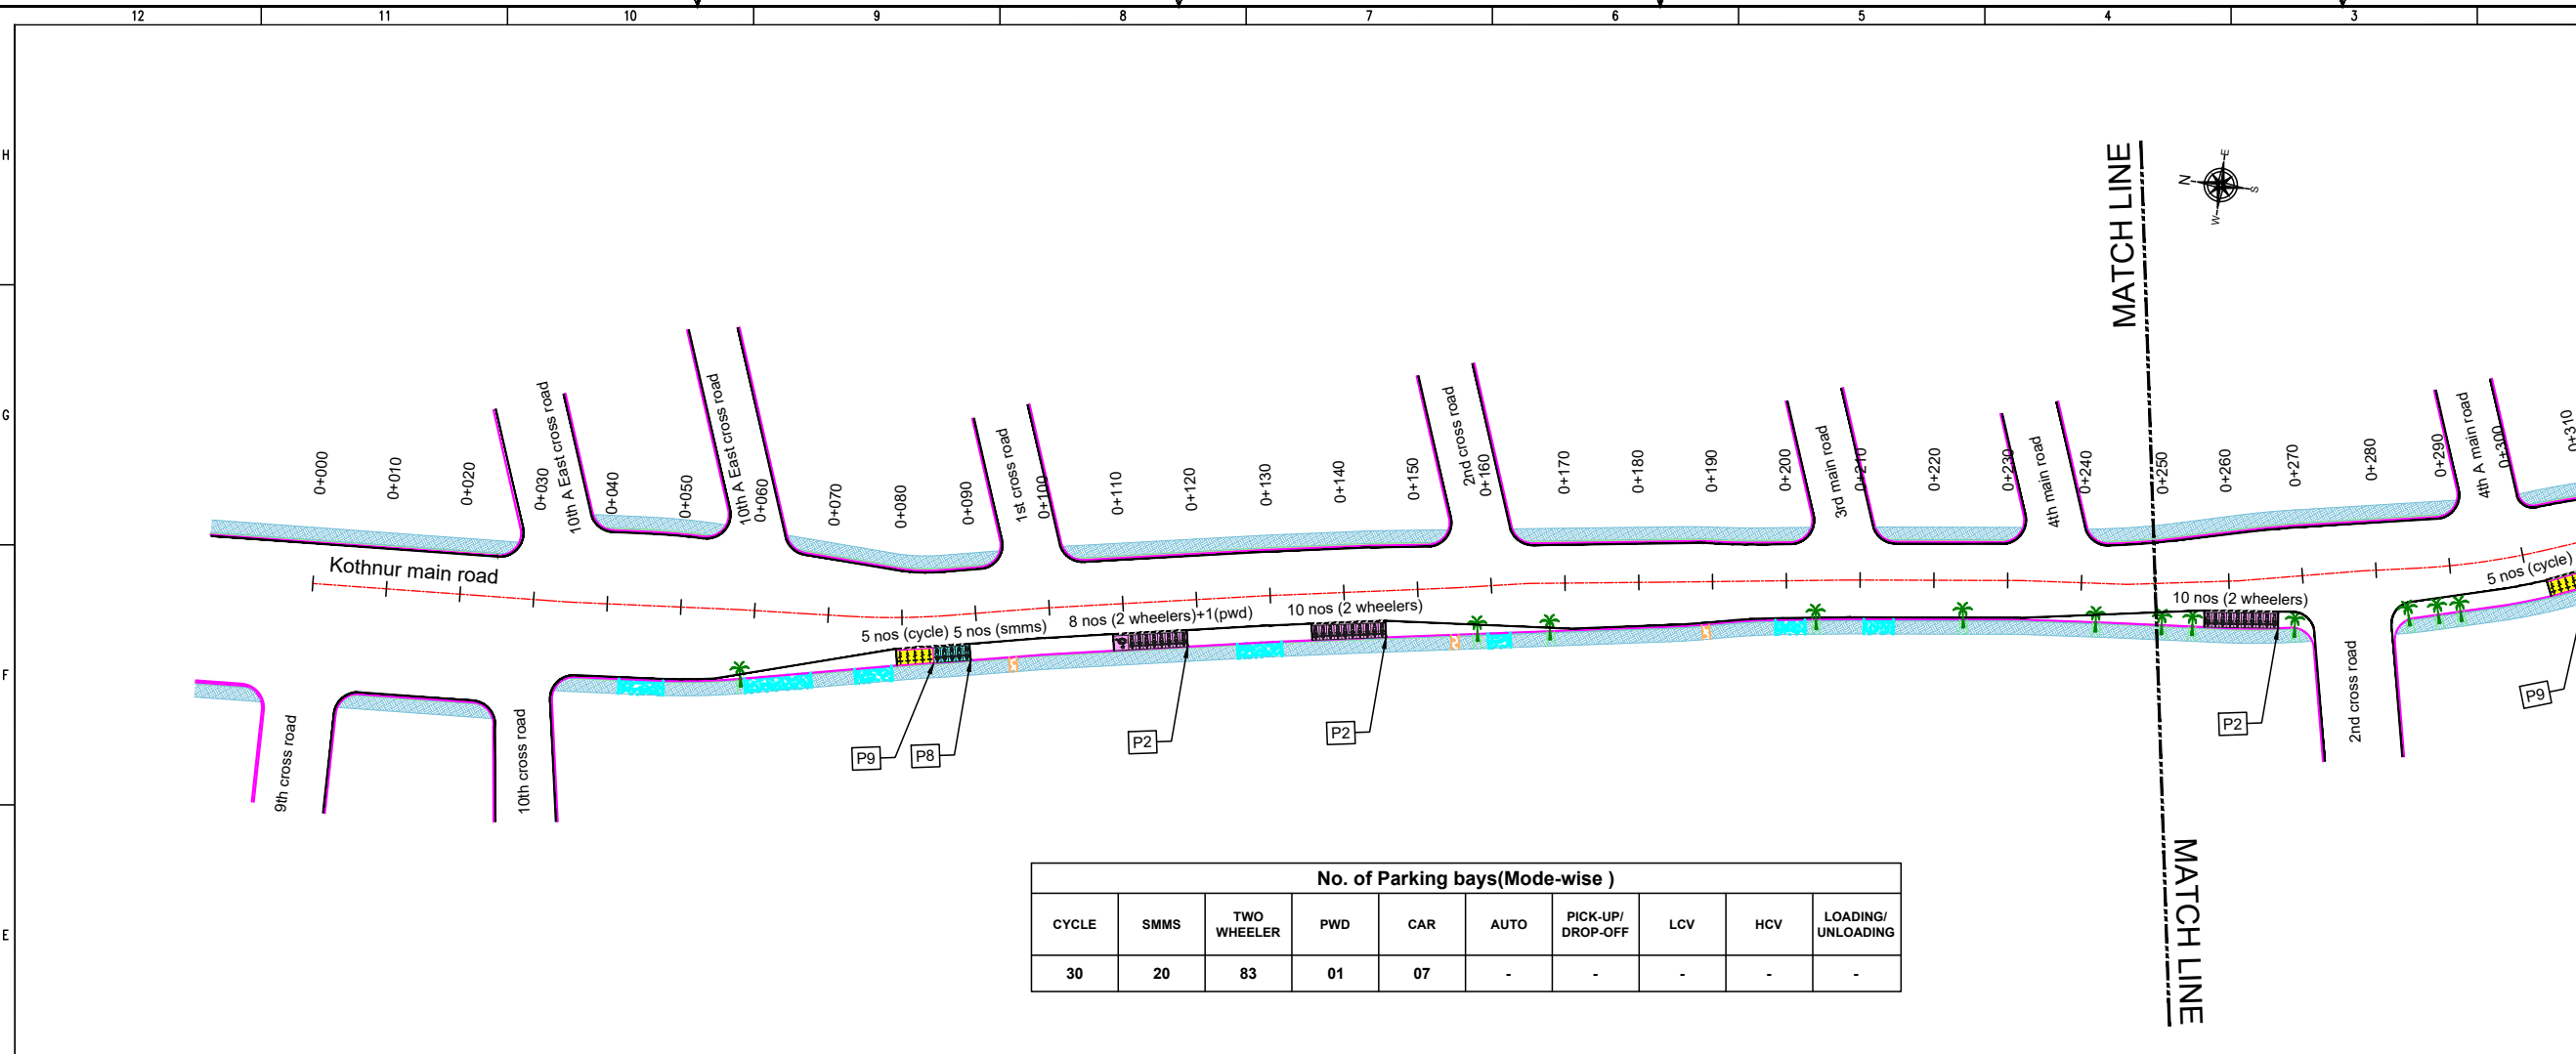 12 11 10 9 8 7 6 5 4 3
H
G
F
E
MATCH LINE
N
E
S
W
10th A East cross road
10th A East cross road
1st cross road
2nd cross road
3rd main road
4th main road
4th A main road
0+000 0+010 0+020 0+030 0+040 0+050 0+060 0+070 0+080 0+090 0+100 0+110 0+120 0+130 0+140 0+150 0+160 0+170 0+180 0+190 0+200 0+210 0+220 0+230 0+240 0+250 0+260 0+270 0+280 0+290 0+300 0+310
Kothnur main road
5 nos (cycle)
5 nos (smms)
8 nos (2 wheelers)+1(pwd)
10 nos (2 wheelers)
10 nos (2 wheelers)
5 nos (cycle)
9th cross road
10th cross road
2nd cross road
P9
P8
P2
P2
P2
P9
MATCH LINE
No. of Parking bays(Mode-wise )
CYCLE SMMS TWO WHEELER PWD CAR AUTO PICK-UP/ DROP-OFF LCV HCV LOADING/ UNLOADING
30 20 83 01 07 - - - - -